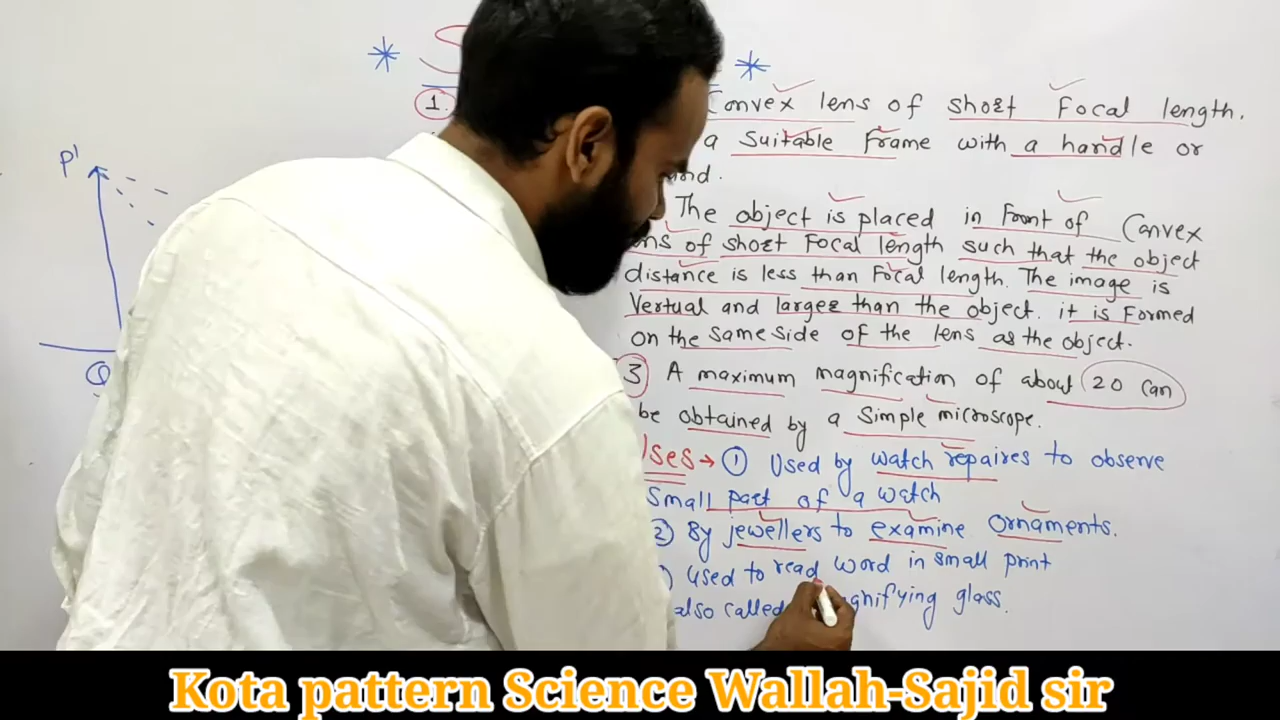 1.
Convex lens of short Focal length.
a Suitable Frame with a handle or
P'
The object is placed in Front of Convex
of short Focal length such that the object
distance is less than Focal length. The image is
Vertual and larger than the object. it is Formed
on the same side of the lens as the object.
Q
3 A maximum magnification of about 20 can
be obtained by a Simple microscope.
Uses → 1 Used by watch repaires to observe
Small part of a watch
2) By jewellers to examine Ornaments.
) Used to read word in small print
also called glass.
Kota pattern Science Wallah-Sajid sir